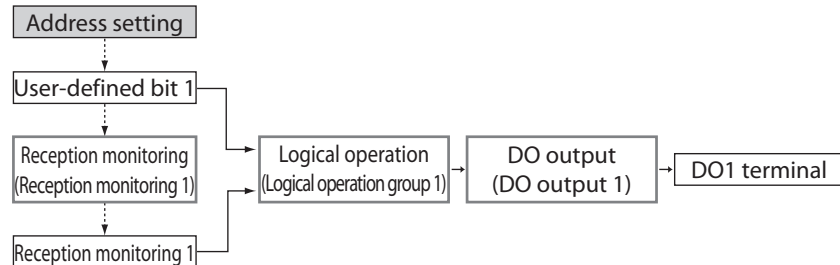 Address setting
User-defined bit 1
Reception monitoring
(Reception monitoring 1)
Reception monitoring 1
Logical operation
(Logical operation group 1)
DO output
(DO output 1)
DO1 terminal